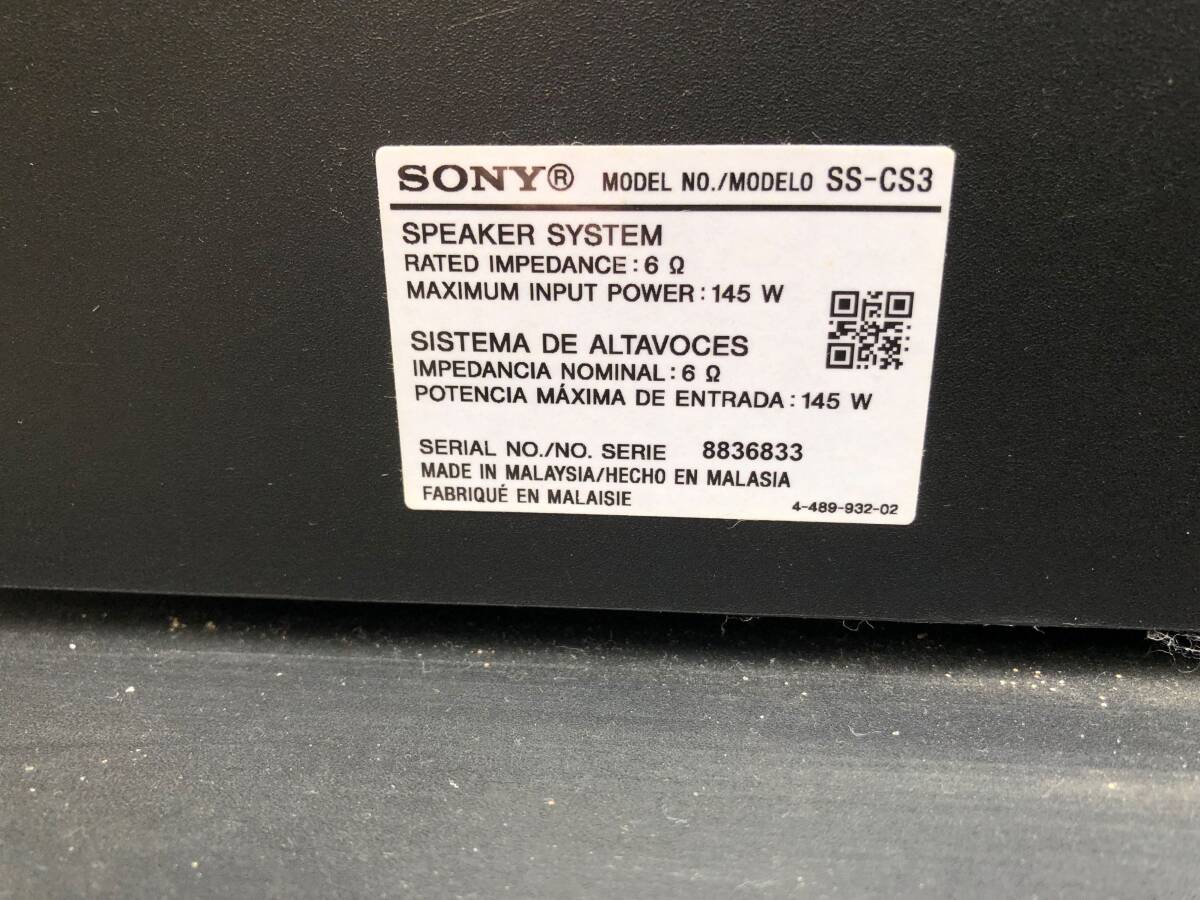 SONY® MODEL NO./MODELO SS-CS3
SPEAKER SYSTEM
RATED IMPEDANCE : 6 Ω
MAXIMUM INPUT POWER : 145 W
SISTEMA DE ALTAVOCES
IMPEDANCIA NOMINAL : 6 Ω
POTENCIA MÁXIMA DE ENTRADA : 145 W
SERIAL NO./NO. SERIE 8836833
MADE IN MALAYSIA/HECHO EN MALASIA
FABRIQUÉ EN MALAISIE
4-489-932-02